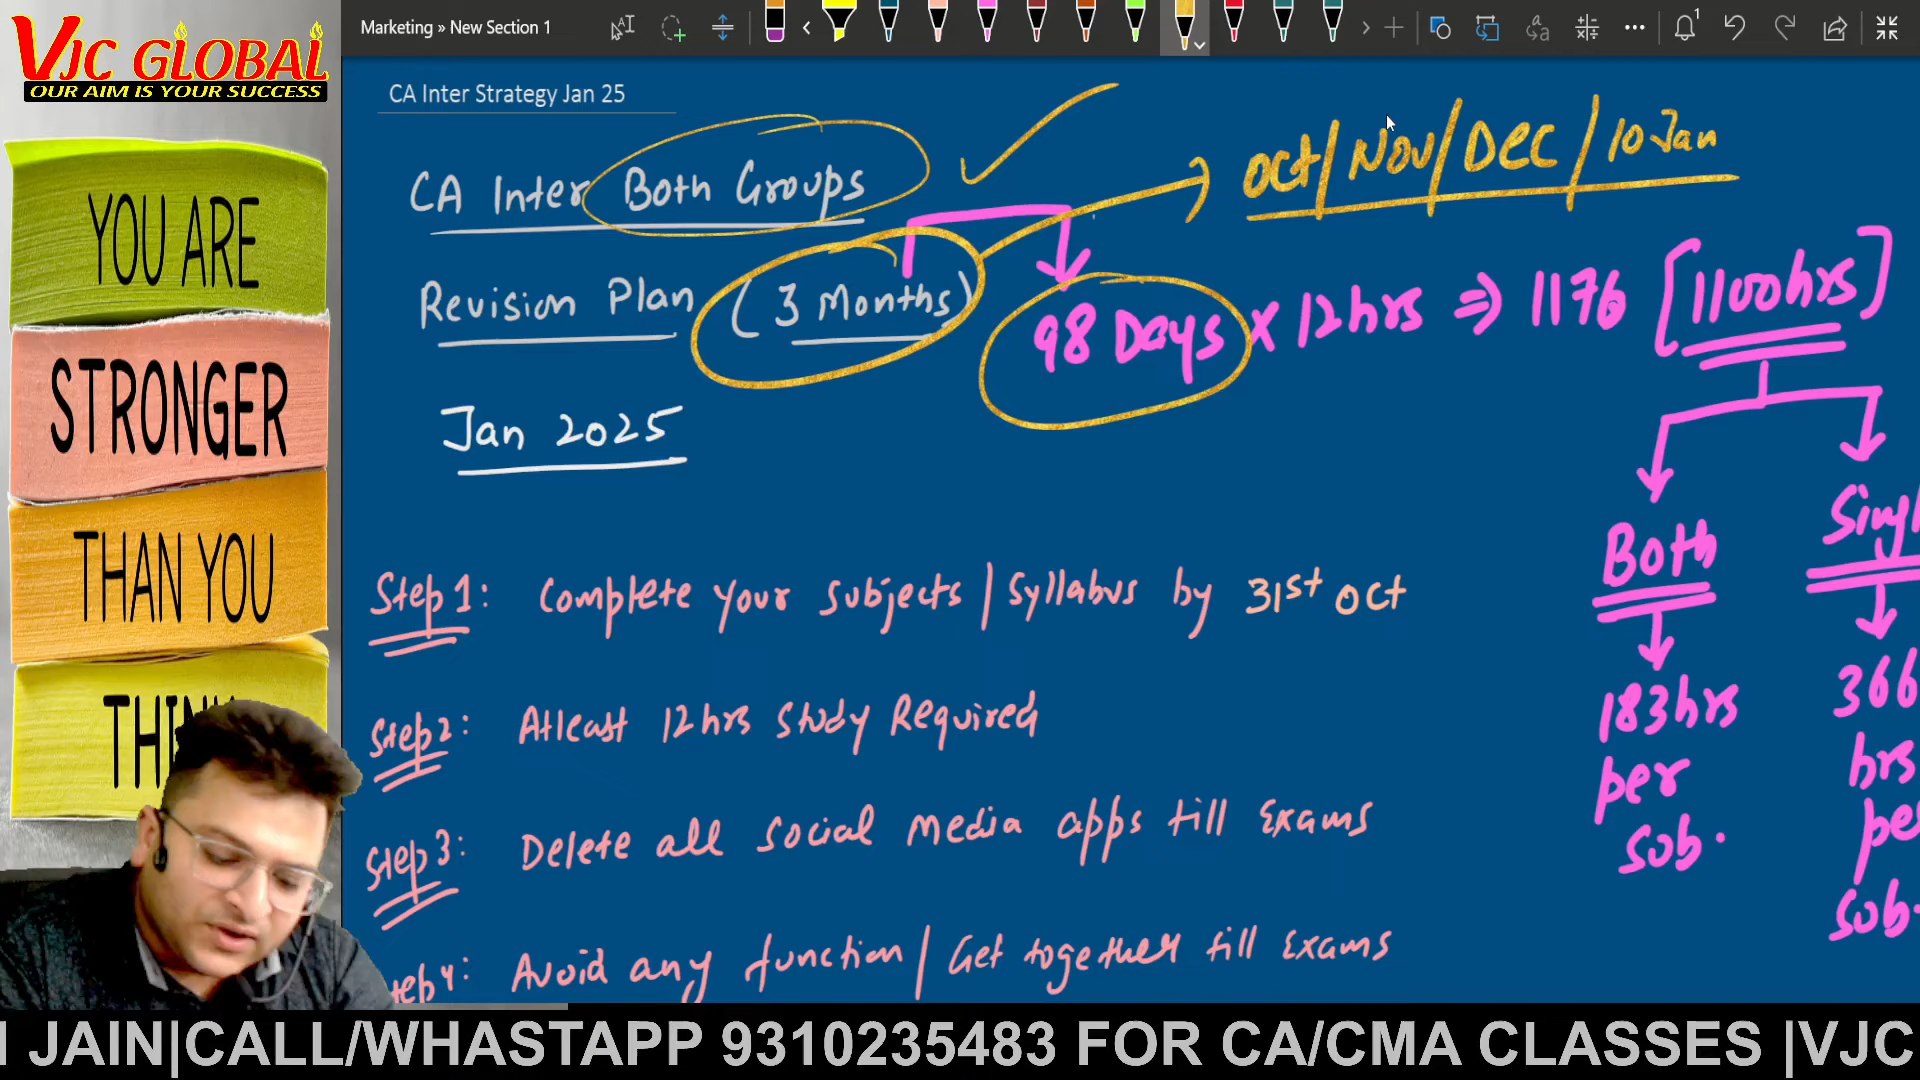 VJC GLOBAL
OUR AIM IS YOUR SUCCESS
Marketing » New Section 1
YOU ARE
STRONGER
THAN YOU
CA Inter Strategy Jan 25
CA Inter Both Groups
Oct/Nov/Dec/10 Jan
Revision Plan (3 Months)
98 Days x 12hrs ⇒ 1176 [1100hrs]
Jan 2025
Both
183hrs
per
sub.
366
hrs
sub.
Step 1: Complete your subjects/syllabus by 31st Oct
Step 2: Atleast 12hrs Study Required
Step 3: Delete all social media apps till Exams
Avoid any function/Get together till Exams
JAIN|CALL/WHASTAPP 9310235483 FOR CA/CMA CLASSES |VJC